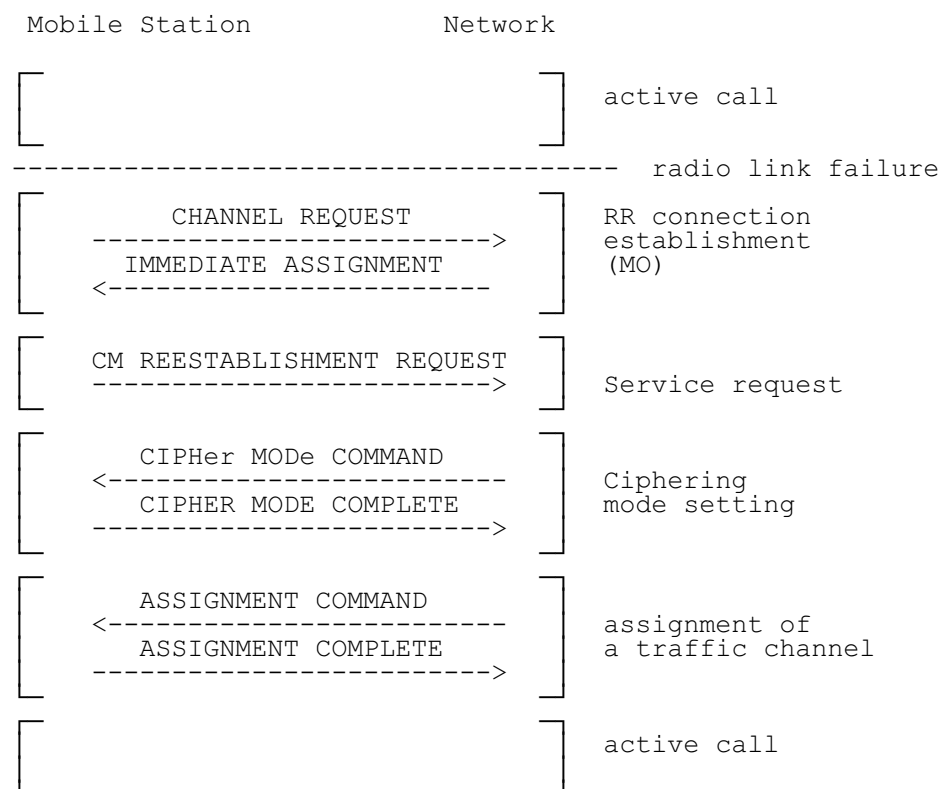 Mobile Station Network
active call
radio link failure
CHANNEL REQUEST RR connection
establishment
IMMEDIATE ASSIGNMENT (MO)
CM REESTABLISHMENT REQUEST
Service request
CIPHer MODe COMMAND
Ciphering
CIPHER MODE COMPLETE mode setting
ASSIGNMENT COMMAND
assignment of
ASSIGNMENT COMPLETE a traffic channel
active call